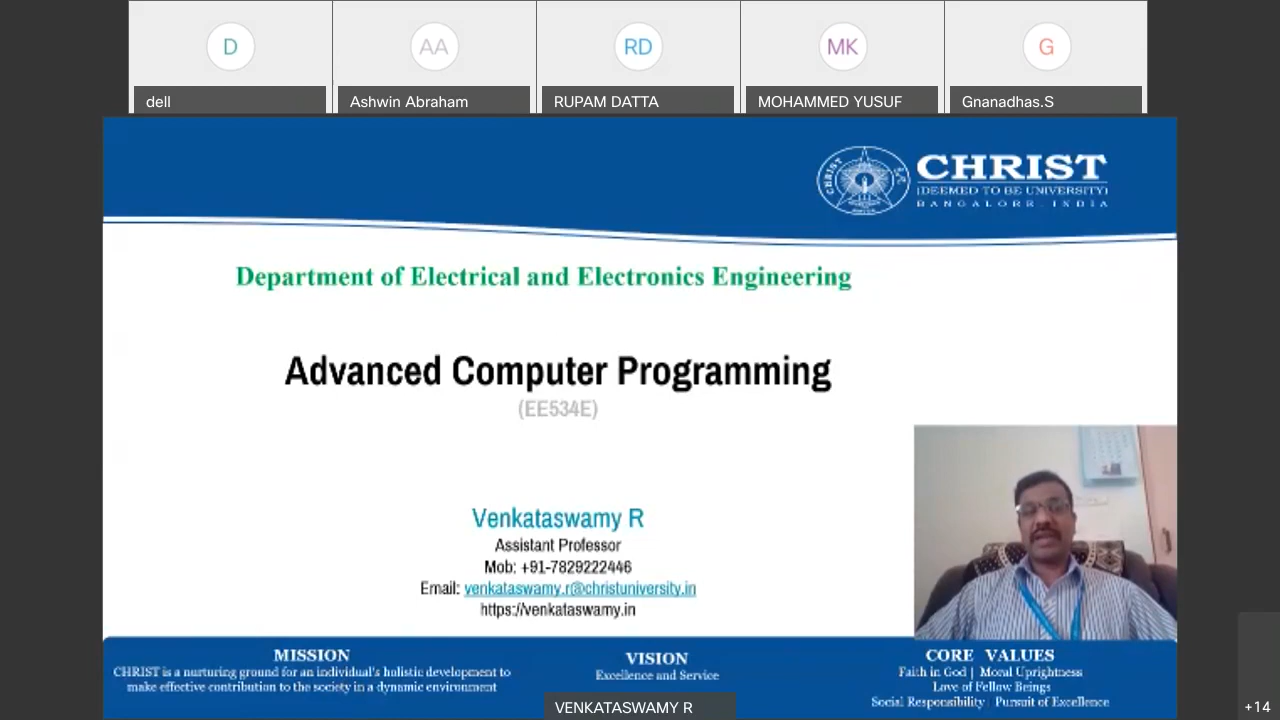 D
AA
RD
MK
G
dell
Ashwin Abraham
RUPAM DATTA
MOHAMMED YUSUF
Gnanadhas.S
CHRIST
CHRIST
(DEEMED TO BE UNIVERSITY)
BANGALORE, INDIA
Department of Electrical and Electronics Engineering
Advanced Computer Programming
(EE534E)
Venkataswamy R
Assistant Professor
Mob: +91-7829222446
Email: venkataswamy.r@christuniversity.in
https://venkataswamy.in
MISSION
CHRIST is a nurturing ground for an individual's holistic development to
make effective contribution to the society in a dynamic environment
VISION
Excellence and Service
CORE VALUES
Faith in God | Moral Uprightness
Love of Fellow Beings
Social Responsibility | Pursuit of Excellence
VENKATASWAMY R
+14